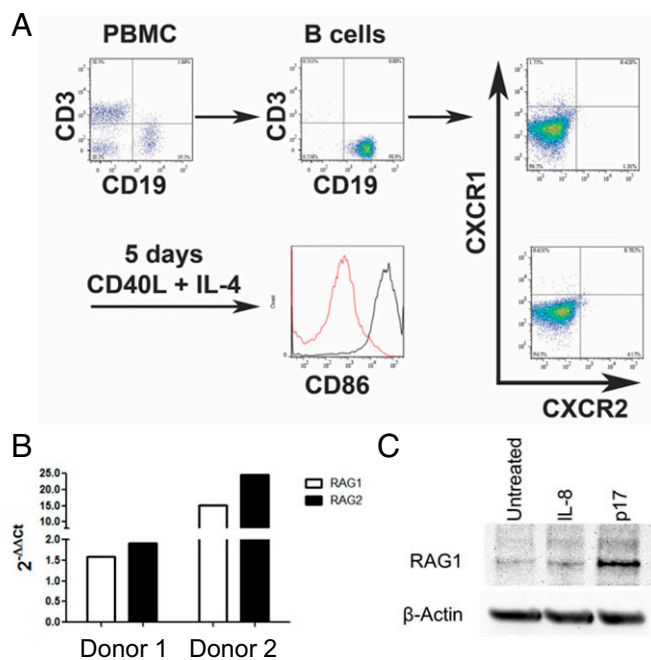 A
PBMC
B cells
CD3
CD19
CD3
CD19
CXCR1
5 days
CD40L + IL-4
CD86
CXCR2
B
25.0
20.0
15.0
10.0
5.0
2.0
1.5
1.0
0.5
0.0
2^-ΔΔCt
RAG1
RAG2
Donor 1
Donor 2
C
Untreated
IL-8
p17
RAG1
β-Actin